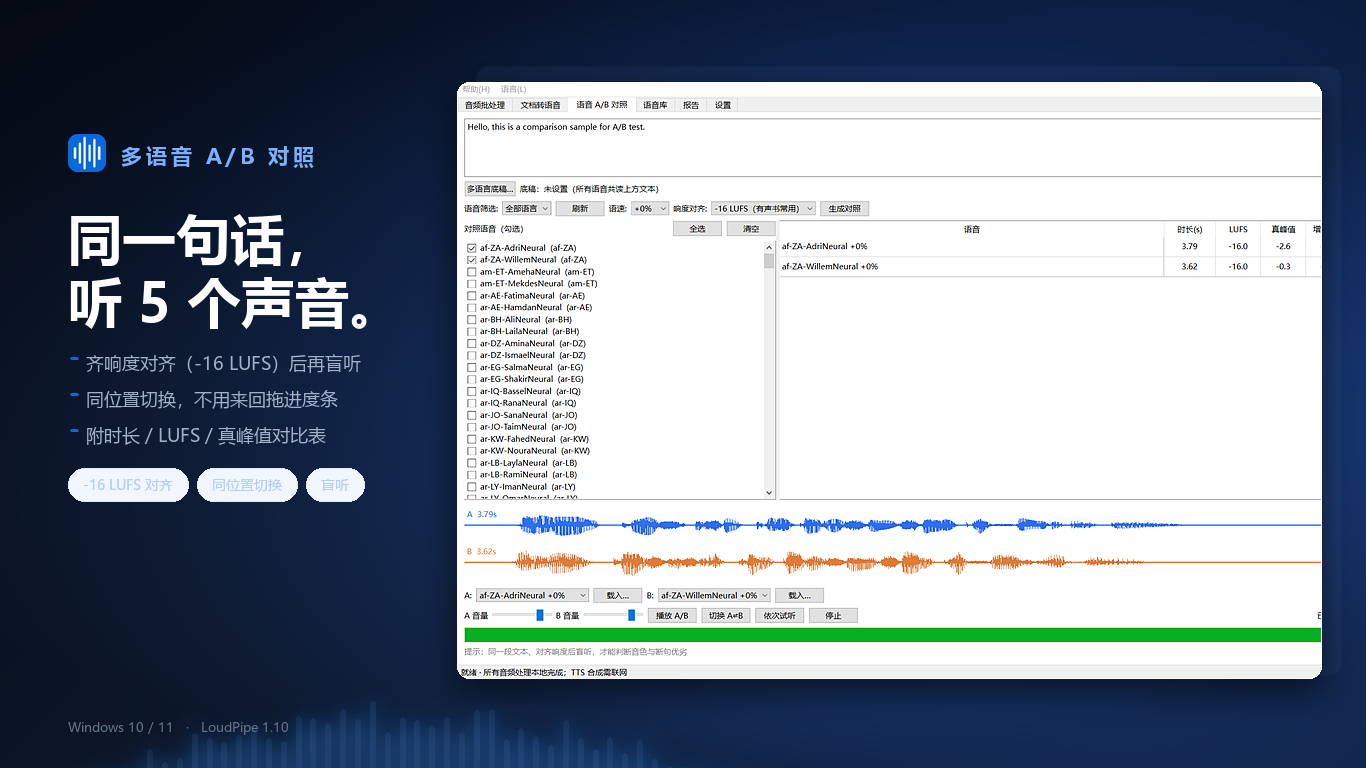 多语音 A/B 对照
同一句话，
听 5 个声音。
齐响度对齐（-16 LUFS）后再盲听
同位置切换，不用来回拖进度条
附时长 / LUFS / 真峰值对比表
-16 LUFS 对齐 同位置切换 盲听
Windows 10 / 11 · LoudPipe 1.10
帮助(H) 语言(L)
音频批处理 文档转语音 语音 A/B 对照 语音库 报告 设置
Hello, this is a comparison sample for A/B test.
多语言底稿... 底稿：未设置（所有语音共读上方文本）
语音筛选: 全部语言 刷新 语速: +0% 响度对齐: -16 LUFS（有声书常用） 生成对照
对照语音（勾选） 全选 清空
af-ZA-AdriNeural (af-ZA)
af-ZA-WillemNeural (af-ZA)
am-ET-AmehaNeural (am-ET)
am-ET-MekdesNeural (am-ET)
ar-AE-FatimaNeural (ar-AE)
ar-AE-HamdanNeural (ar-AE)
ar-BH-AliNeural (ar-BH)
ar-BH-LailaNeural (ar-BH)
ar-DZ-AminaNeural (ar-DZ)
ar-DZ-IsmaelNeural (ar-DZ)
ar-EG-SalmaNeural (ar-EG)
ar-EG-ShakirNeural (ar-EG)
ar-IQ-BasselNeural (ar-IQ)
ar-IQ-RanaNeural (ar-IQ)
ar-JO-SanaNeural (ar-JO)
ar-JO-TaimNeural (ar-JO)
ar-KW-FahedNeural (ar-KW)
ar-KW-NouraNeural (ar-KW)
ar-LB-LaylaNeural (ar-LB)
ar-LB-RamiNeural (ar-LB)
ar-LY-ImanNeural (ar-LY)
ar-LY-OmarNeural (ar-LY)
语音 时长(s) LUFS 真峰值 增
af-ZA-AdriNeural +0% 3.79 -16.0 -2.6
af-ZA-WillemNeural +0% 3.62 -16.0 -0.3
A 3.79s
B 3.62s
A: af-ZA-AdriNeural +0% 载入... B: af-ZA-WillemNeural +0% 载入...
A 音量 B 音量 播放 A/B 切换 A⇌B 依次试听 停止
提示：同一段文本、对齐响度后盲听，才能判断音色与断句优劣
就绪 - 所有音频处理本地完成；TTS 合成需联网